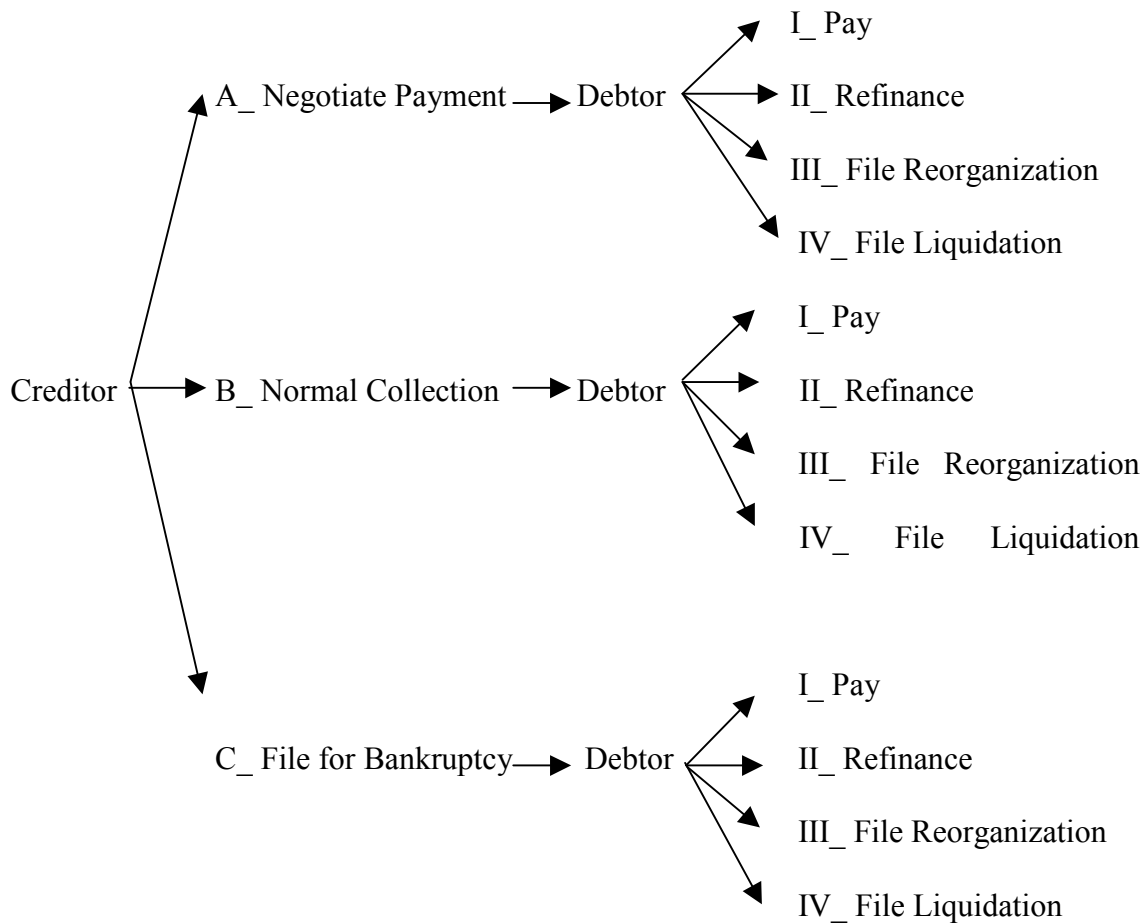 I_ Pay
A_ Negotiate Payment
Debtor
II_ Refinance
III_ File Reorganization
IV_ File Liquidation
Creditor
B_ Normal Collection
Debtor
I_ Pay
II_ Refinance
III_ File Reorganization
IV_ File Liquidation
C_ File for Bankruptcy
Debtor
I_ Pay
II_ Refinance
III_ File Reorganization
IV_ File Liquidation